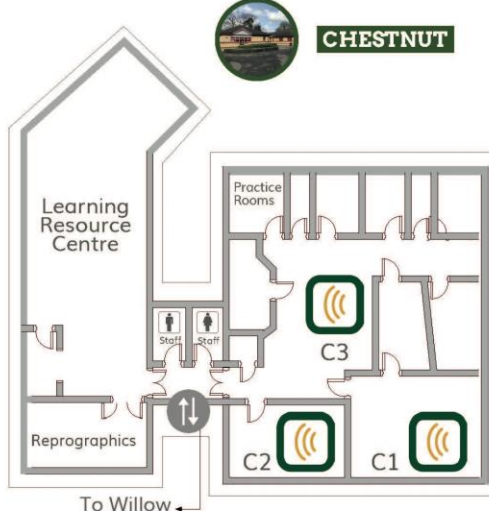 CHESTNUT
Practice
Rooms
Learning
Resource
Centre
Staff
Staff
C3
Reprographics
C2
C1
To Willow